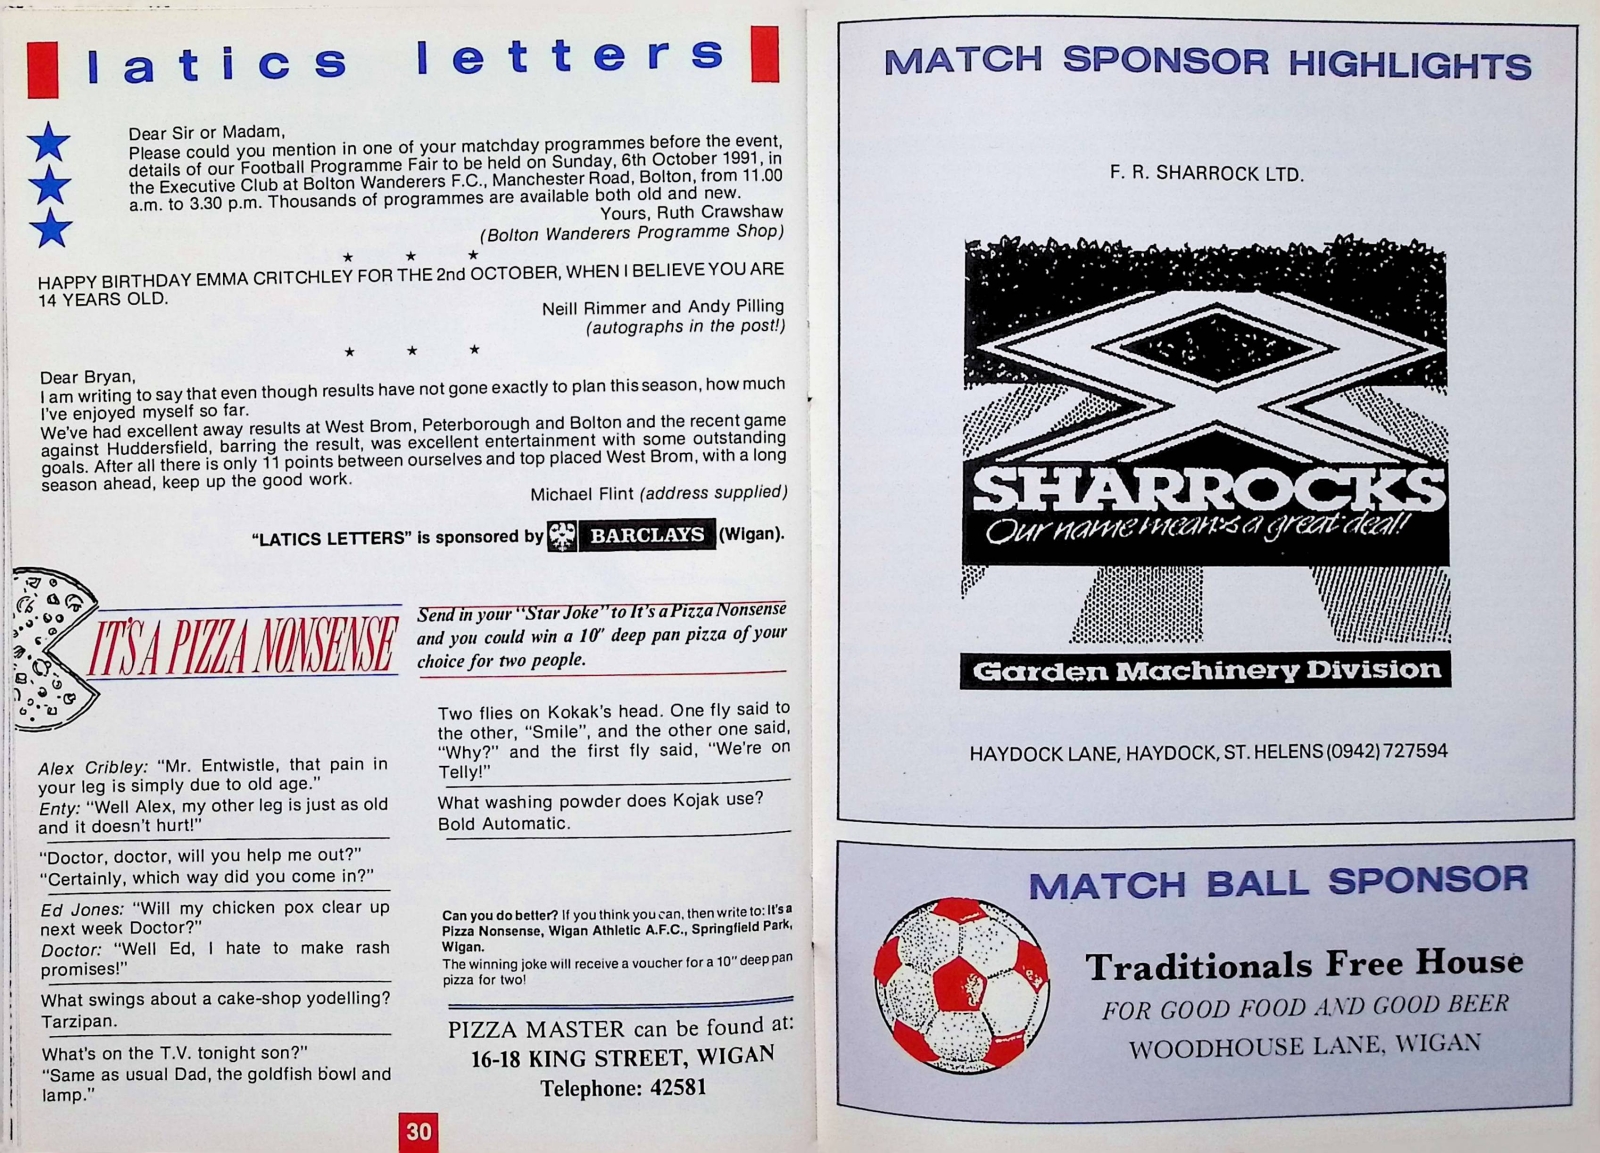 latics letters
Dear Sir or Madam,
Please could you mention in one of your matchday programmes before the event,
details of our Football Programme Fair to be held on Sunday, 6th October 1991, in
the Executive Club at Bolton Wanderers F.C., Manchester Road, Bolton, from 11.00
a.m. to 3.30 p.m. Thousands of programmes are available both old and new.
Yours, Ruth Crawshaw
(Bolton Wanderers Programme Shop)
HAPPY BIRTHDAY EMMA CRITCHLEY FOR THE 2nd OCTOBER, WHEN I BELIEVE YOU ARE
14 YEARS OLD.
Neill Rimmer and Andy Pilling
(autographs in the post!)
Dear Bryan,
I am writing to say that even though results have not gone exactly to plan this season, how much
I've enjoyed myself so far.
We've had excellent away results at West Brom, Peterborough and Bolton and the recent game
against Huddersfield, barring the result, was excellent entertainment with some outstanding
goals. After all there is only 11 points between ourselves and top placed West Brom, with a long
season ahead, keep up the good work.
Michael Flint (address supplied)
"LATICS LETTERS" is sponsored by BARCLAYS (Wigan).
IT'S A PIZZA NONSENSE
Send in your "Star Joke" to It's a Pizza Nonsense
and you could win a 10" deep pan pizza of your
choice for two people.
Alex Cribley: "Mr. Entwistle, that pain in
your leg is simply due to old age."
Enty: "Well Alex, my other leg is just as old
and it doesn't hurt!"
"Doctor, doctor, will you help me out?"
"Certainly, which way did you come in?"
Ed Jones: "Will my chicken pox clear up
next week Doctor?"
Doctor: "Well Ed, I hate to make rash
promises!"
What swings about a cake-shop yodelling?
Tarzipan.
What's on the T.V. tonight son?"
"Same as usual Dad, the goldfish bowl and
lamp."
Two flies on Kokak's head. One fly said to
the other, "Smile", and the other one said,
"Why?" and the first fly said, "We're on
Telly!"
What washing powder does Kojak use?
Bold Automatic.
Can you do better? If you think you can, then write to: It's a
Pizza Nonsense, Wigan Athletic A.F.C., Springfield Park,
Wigan.
The winning joke will receive a voucher for a 10" deep pan
pizza for two!
PIZZA MASTER can be found at:
16-18 KING STREET, WIGAN
Telephone: 42581
30
MATCH SPONSOR HIGHLIGHTS
F. R. SHARROCK LTD.
SHARROCKS
Our name means a great deal!
Garden Machinery Division
HAYDOCK LANE, HAYDOCK, ST. HELENS (0942) 727594
MATCH BALL SPONSOR
Traditionals Free House
FOR GOOD FOOD AND GOOD BEER
WOODHOUSE LANE, WIGAN